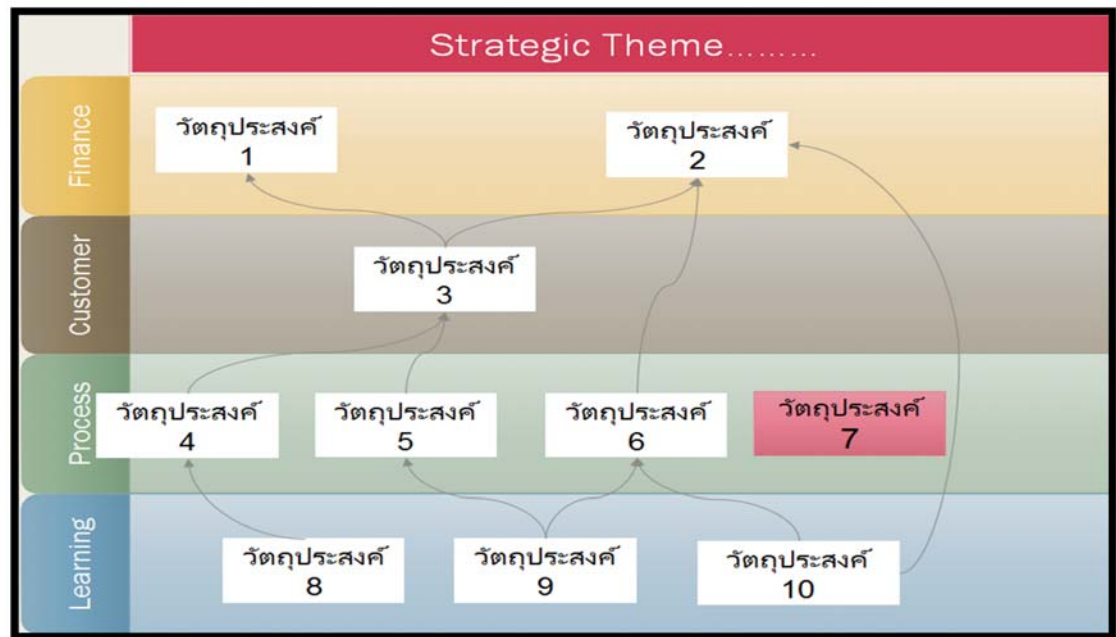 Strategic Theme.........
Finance
วัตถุประสงค์
1
วัตถุประสงค์
2
Customer
วัตถุประสงค์
3
Process
วัตถุประสงค์
4
วัตถุประสงค์
5
วัตถุประสงค์
6
วัตถุประสงค์
7
Learning
วัตถุประสงค์
8
วัตถุประสงค์
9
วัตถุประสงค์
10